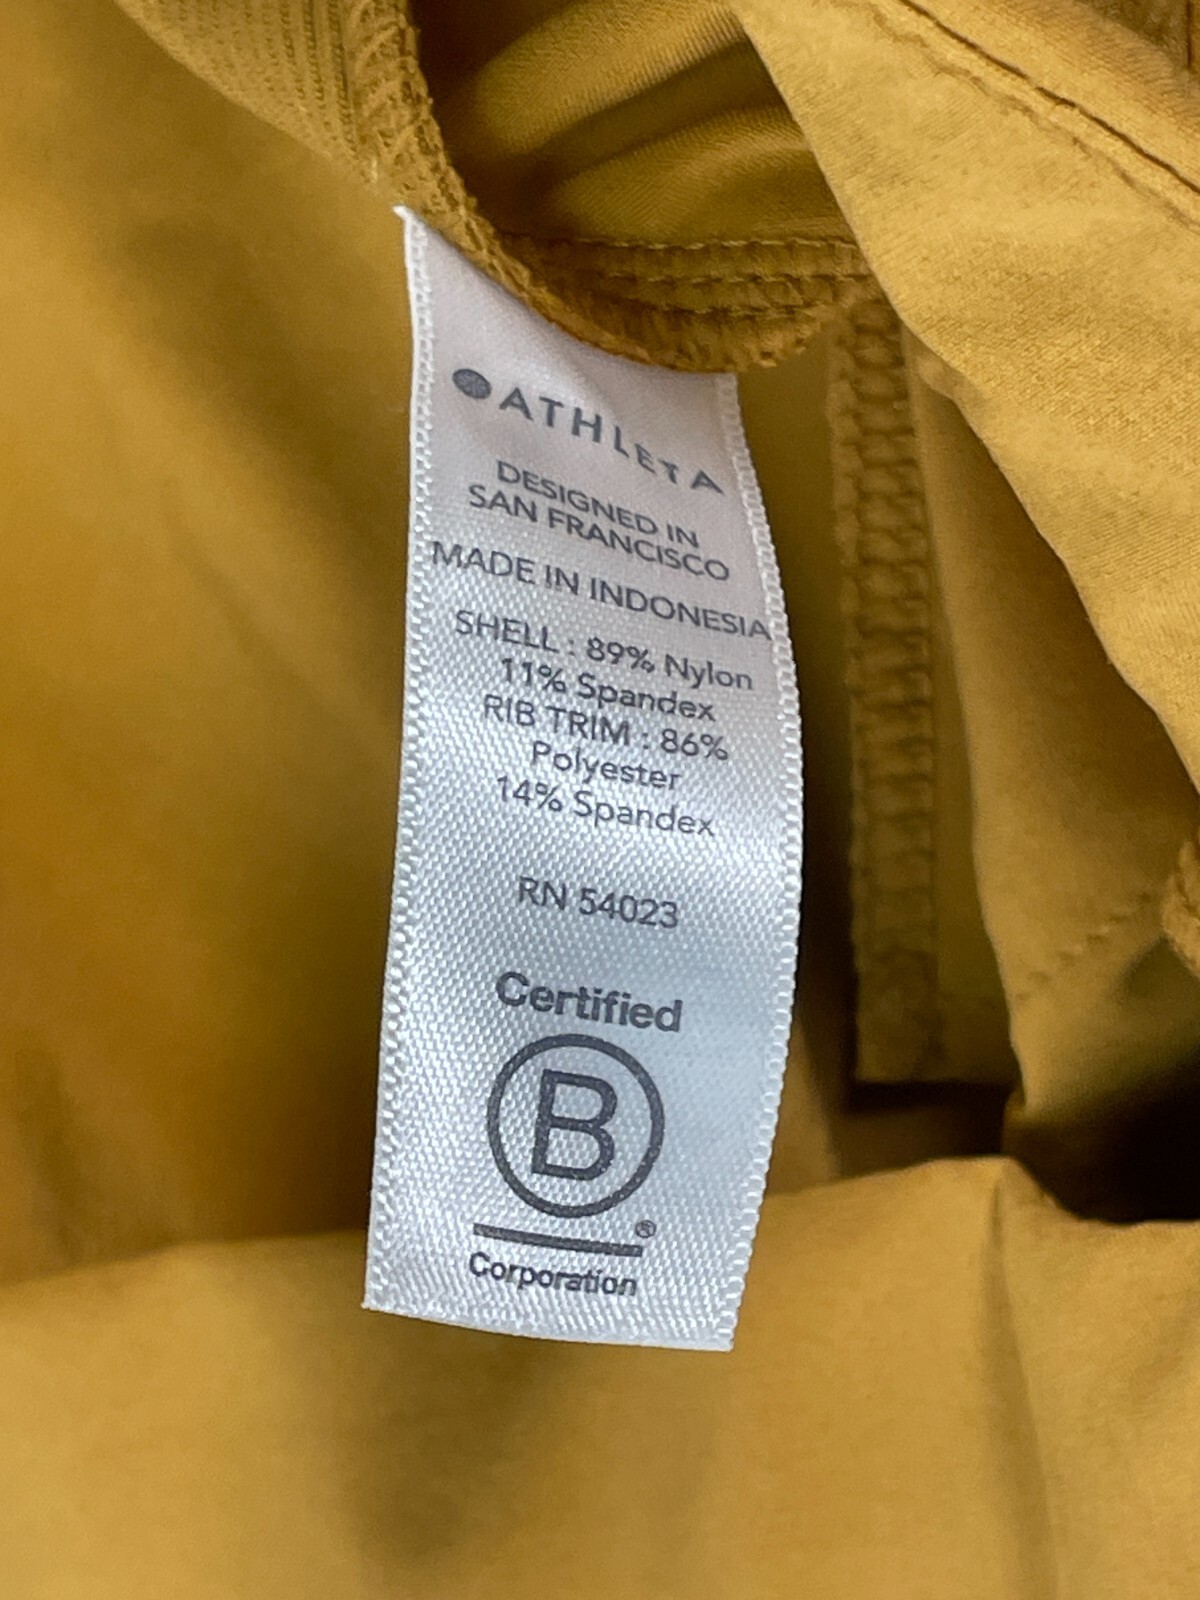 ATHLETA
DESIGNED IN
SAN FRANCISCO
MADE IN INDONESIA
SHELL : 89% Nylon
11% Spandex
RIB TRIM : 86%
Polyester
14% Spandex
RN 54023
Certified
B
®
Corporation